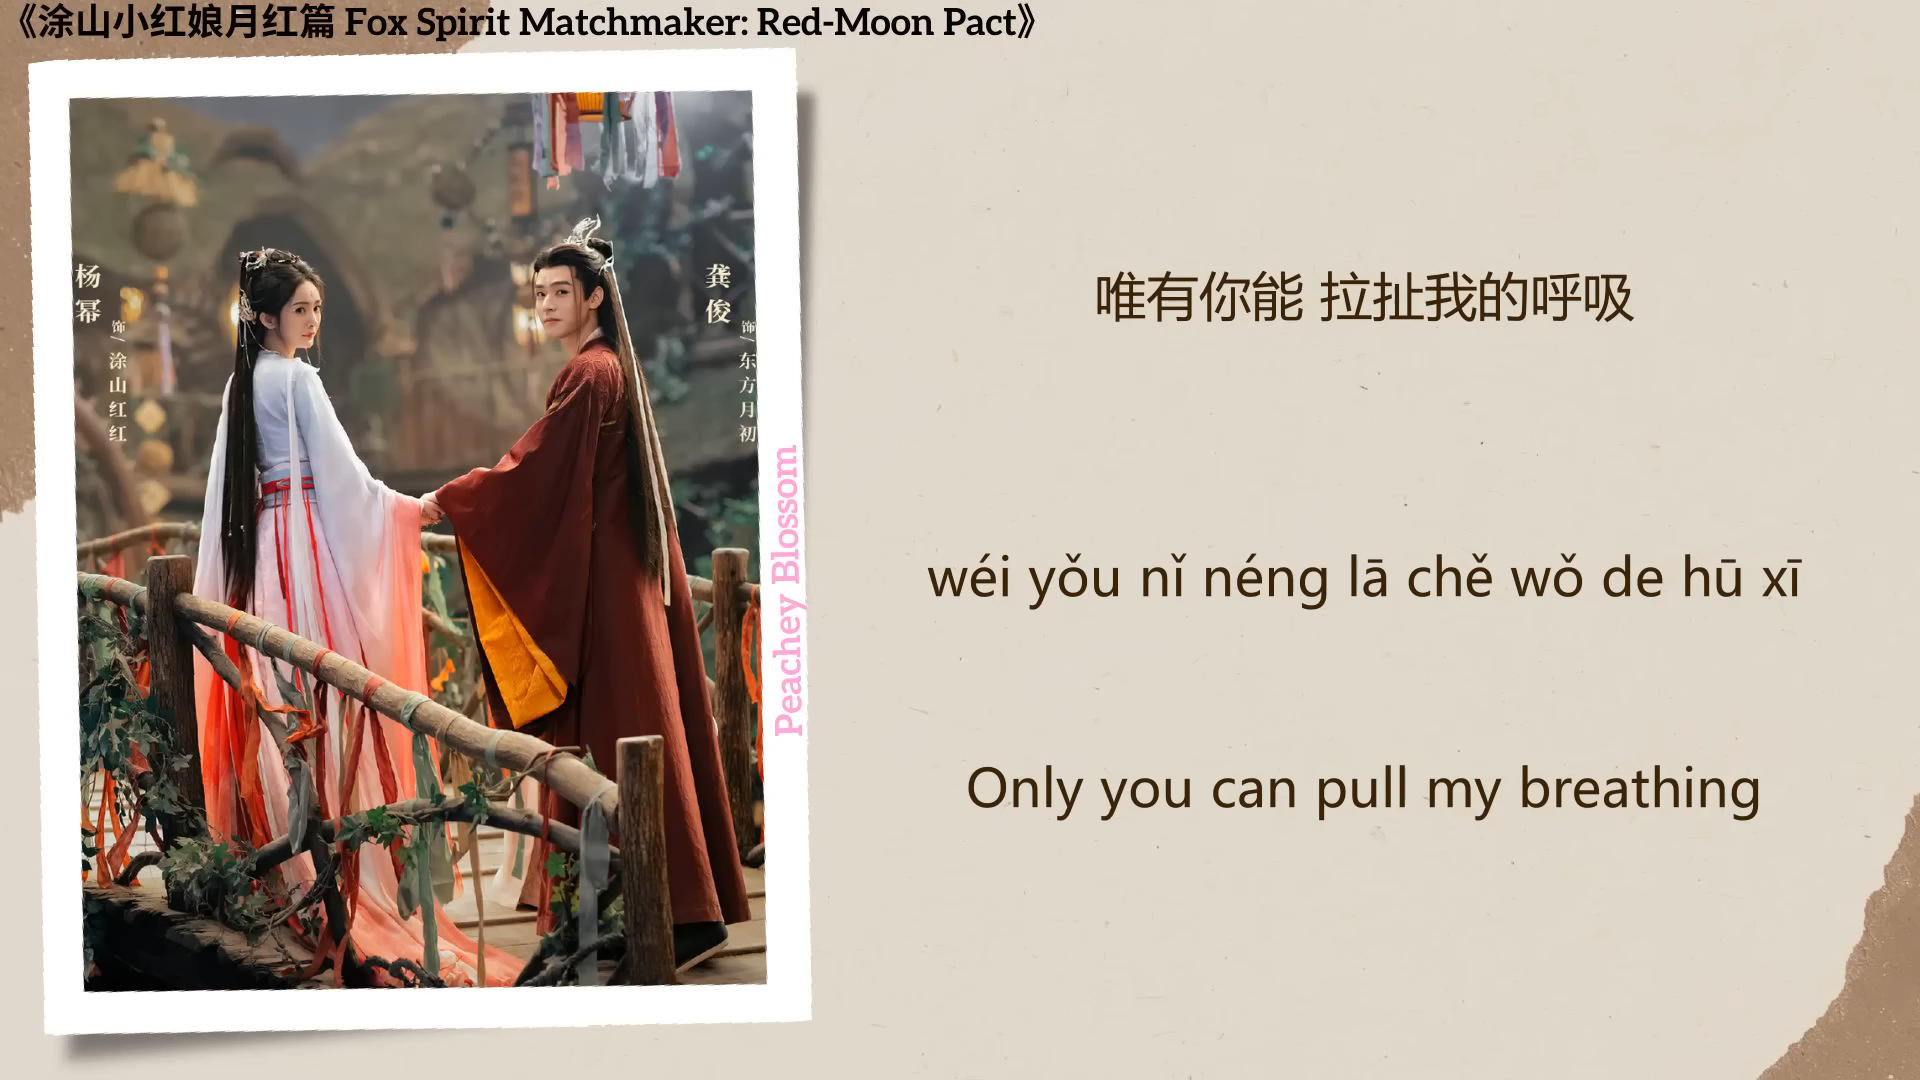 《涂山小红娘月红篇 Fox Spirit Matchmaker: Red-Moon Pact》
杨幂
饰/涂山红红
龚俊
饰/东方月初
Peachey Blossom
唯有你能 拉扯我的呼吸
wéi yǒu nǐ néng lā chě wǒ de hū xī
Only you can pull my breathing